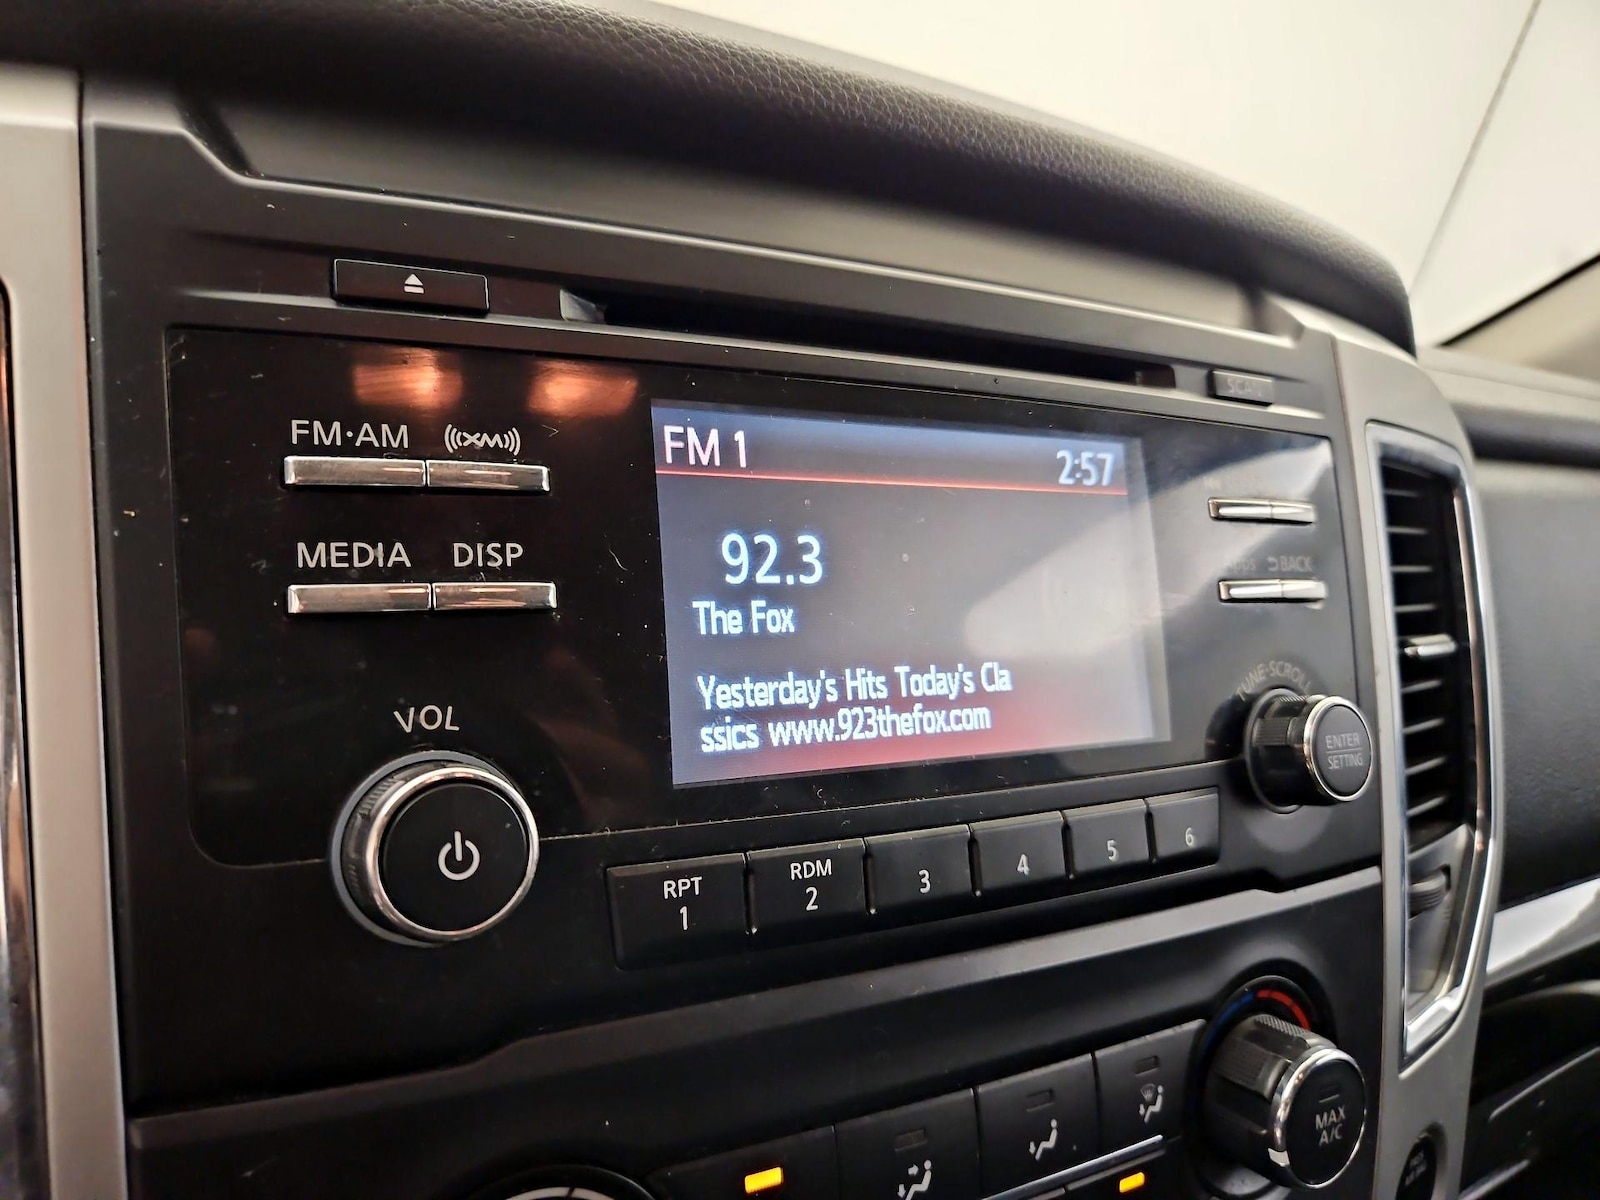 SCAN
FM·AM
XM
MEDIA
DISP
VOL
FM 1
2:57
92.3
The Fox
Yesterday's Hits Today's Cla
ssics www.923thefox.com
BACK
TUNE·SCROLL
ENTER
SETTING
RPT
1
RDM
2
3
4
5
6
MAX
A/C